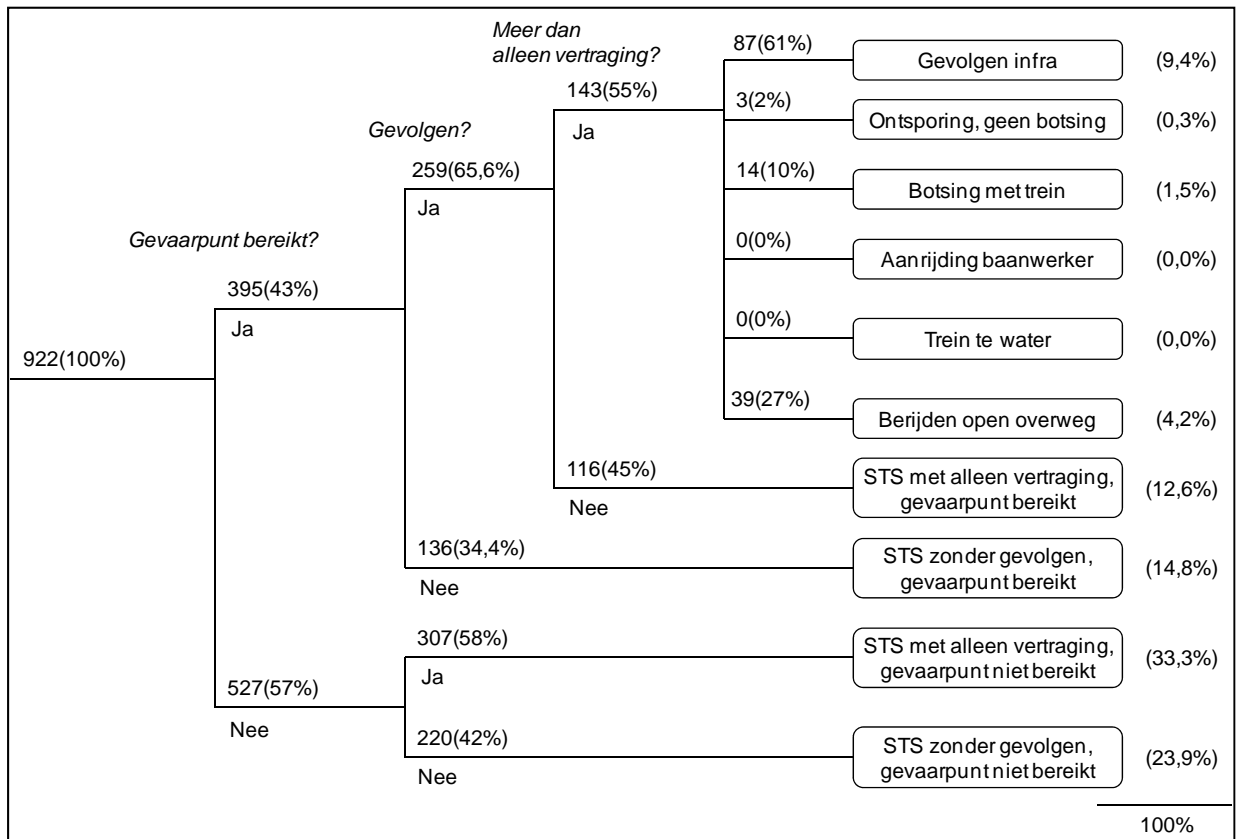 Meer dan
alleen vertraging?
87(61%)
Gevolgen infra
(9,4%)
143(55%)
Ja
3(2%)
Ontsporing, geen botsing
(0,3%)
Gevolgen?
259(65,6%)
Ja
14(10%)
Botsing met trein
(1,5%)
Gevaarpunt bereikt?
0(0%)
Aanrijding baanwerker
(0,0%)
395(43%)
Ja
0(0%)
Trein te water
(0,0%)
922(100%)
39(27%)
Berijden open overweg
(4,2%)
116(45%)
Nee
STS met alleen vertraging,
gevaarpunt bereikt
(12,6%)
136(34,4%)
Nee
STS zonder gevolgen,
gevaarpunt bereikt
(14,8%)
307(58%)
Ja
STS met alleen vertraging,
gevaarpunt niet bereikt
(33,3%)
527(57%)
Nee
220(42%)
Nee
STS zonder gevolgen,
gevaarpunt niet bereikt
(23,9%)
100%